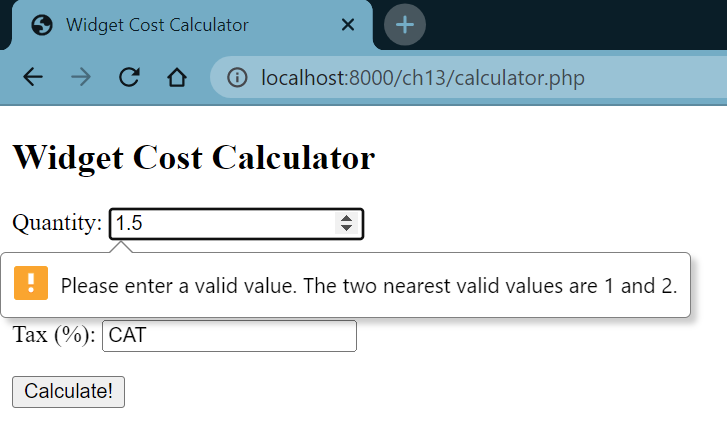 Widget Cost Calculator
localhost:8000/ch13/calculator.php
Widget Cost Calculator
Quantity: 1.5
Please enter a valid value. The two nearest valid values are 1 and 2.
Tax (%): CAT
Calculate!